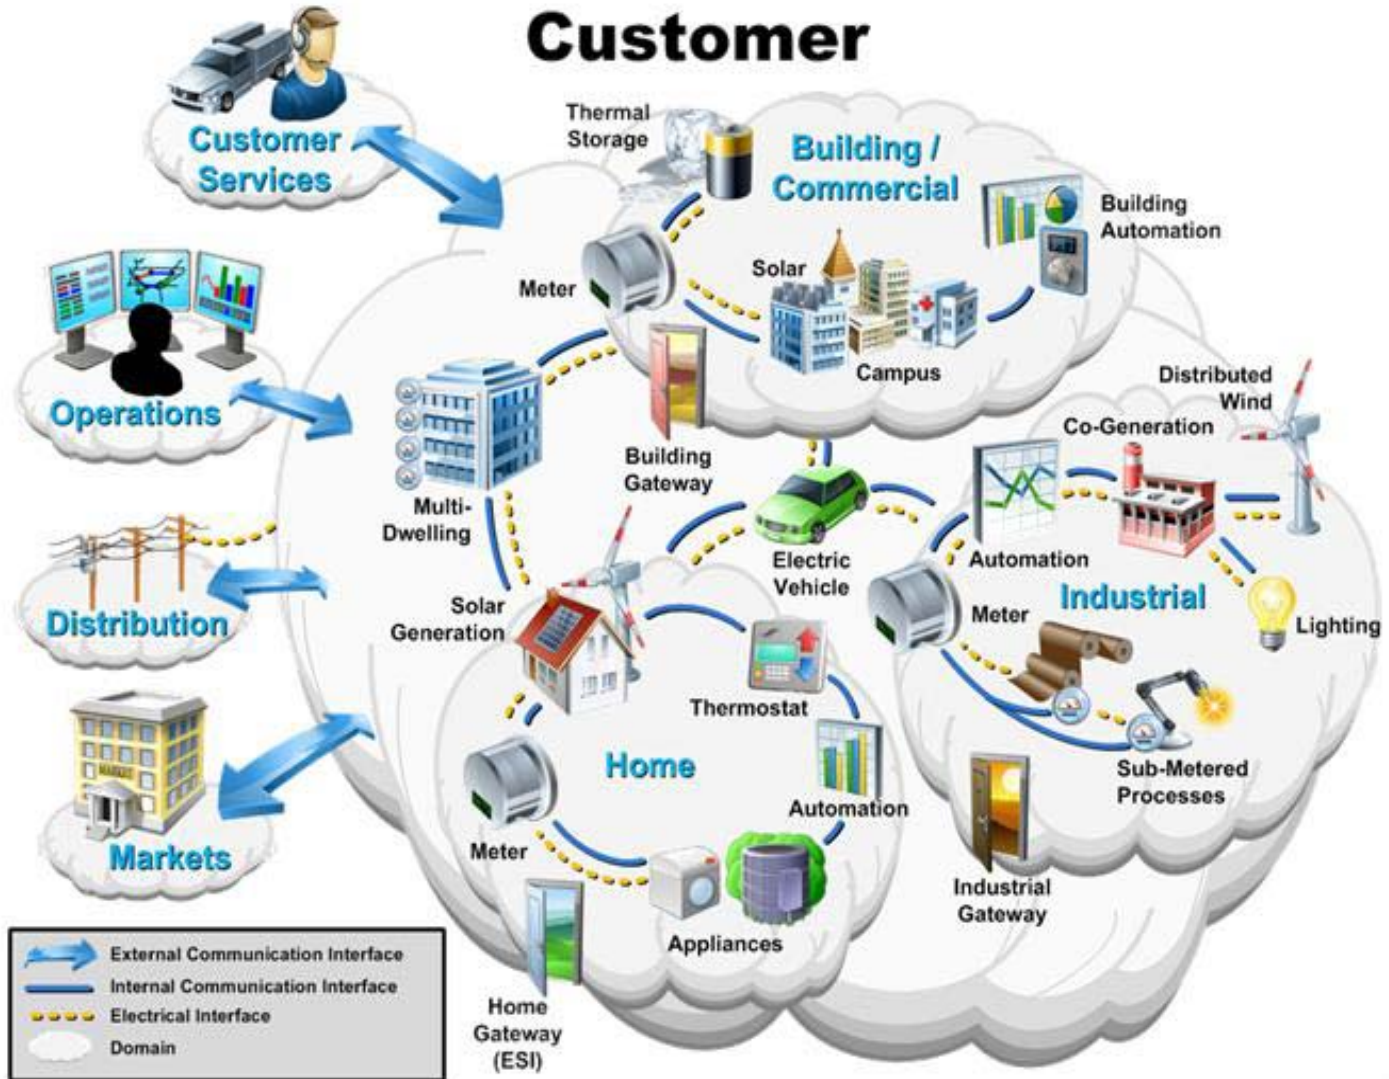 Customer
Customer
Services
Thermal
Storage
Building /
Commercial
Building
Automation
Meter
Solar
Campus
Operations
Multi-
Dwelling
Building
Gateway
Electric
Vehicle
Distributed
Wind
Co-Generation
Automation
Industrial
Meter
Lighting
Sub-Metered
Processes
Industrial
Gateway
Distribution
Solar
Generation
Thermostat
Home
Automation
Meter
Appliances
Home
Gateway
(ESI)
MARKET
Markets
External Communication Interface
Internal Communication Interface
Electrical Interface
Domain